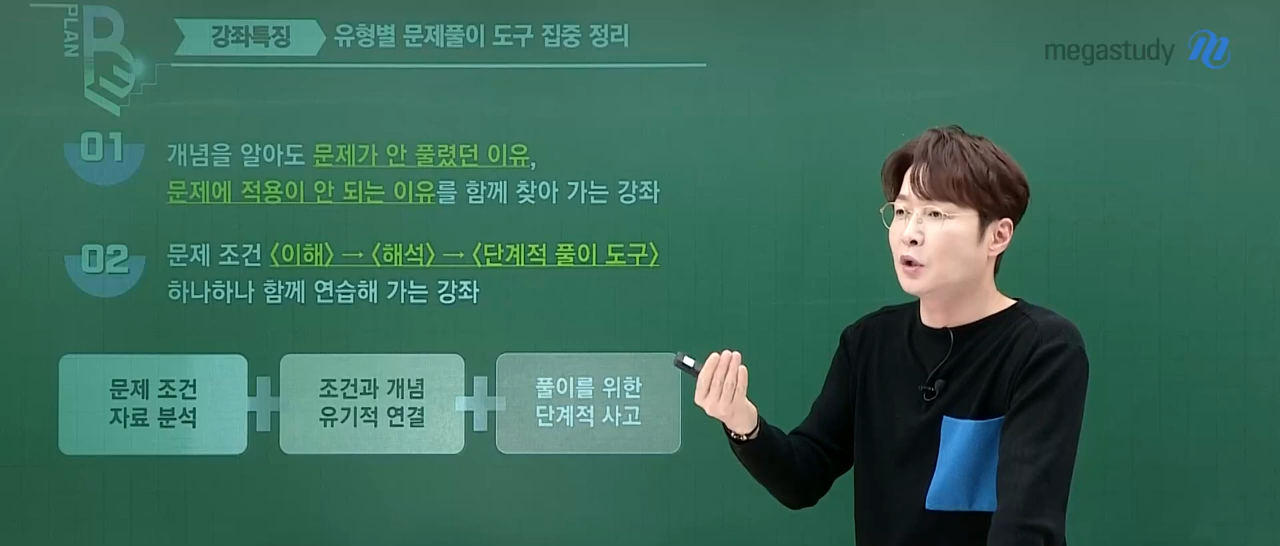 PLAN
B
강좌특징 유형별 문제풀이 도구 집중 정리
megastudy
01
개념을 알아도 문제가 안 풀렸던 이유,
문제에 적용이 안 되는 이유를 함께 찾아 가는 강좌
02
문제 조건 〈이해〉 → 〈해석〉 → 〈단계적 풀이 도구〉
하나하나 함께 연습해 가는 강좌
문제 조건
자료 분석
+
조건과 개념
유기적 연결
+
풀이를 위한
단계적 사고